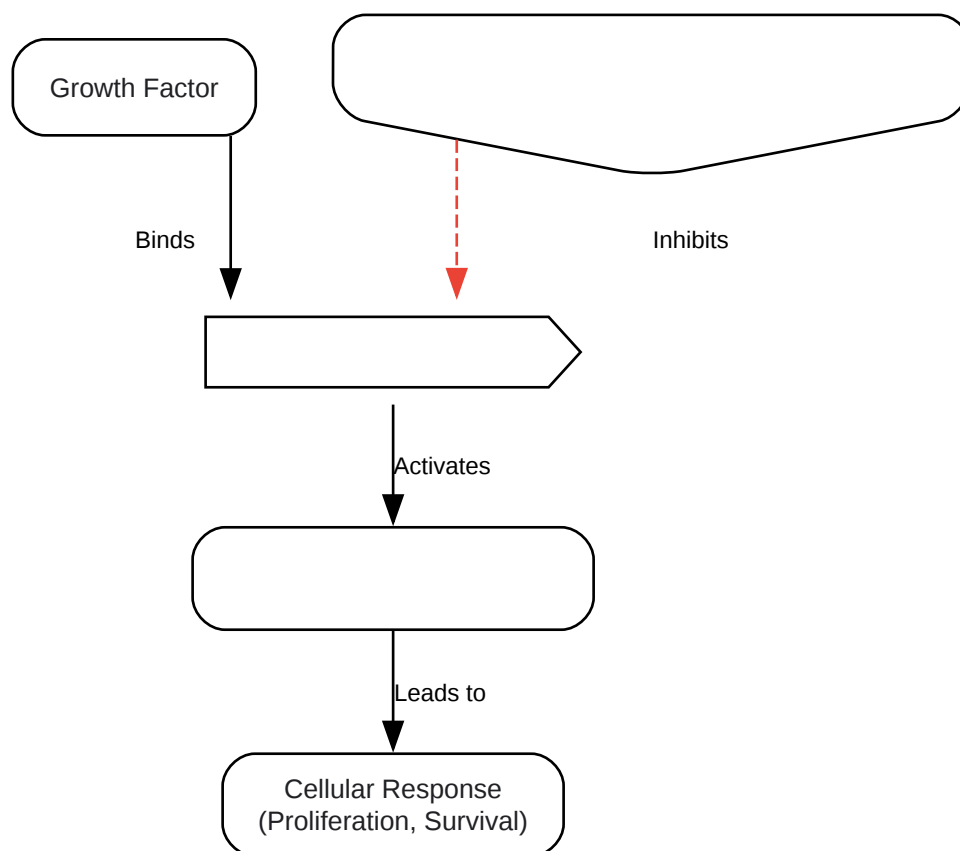 Growth Factor
Binds
Inhibits
Activates
Leads to
Cellular Response
(Proliferation, Survival)